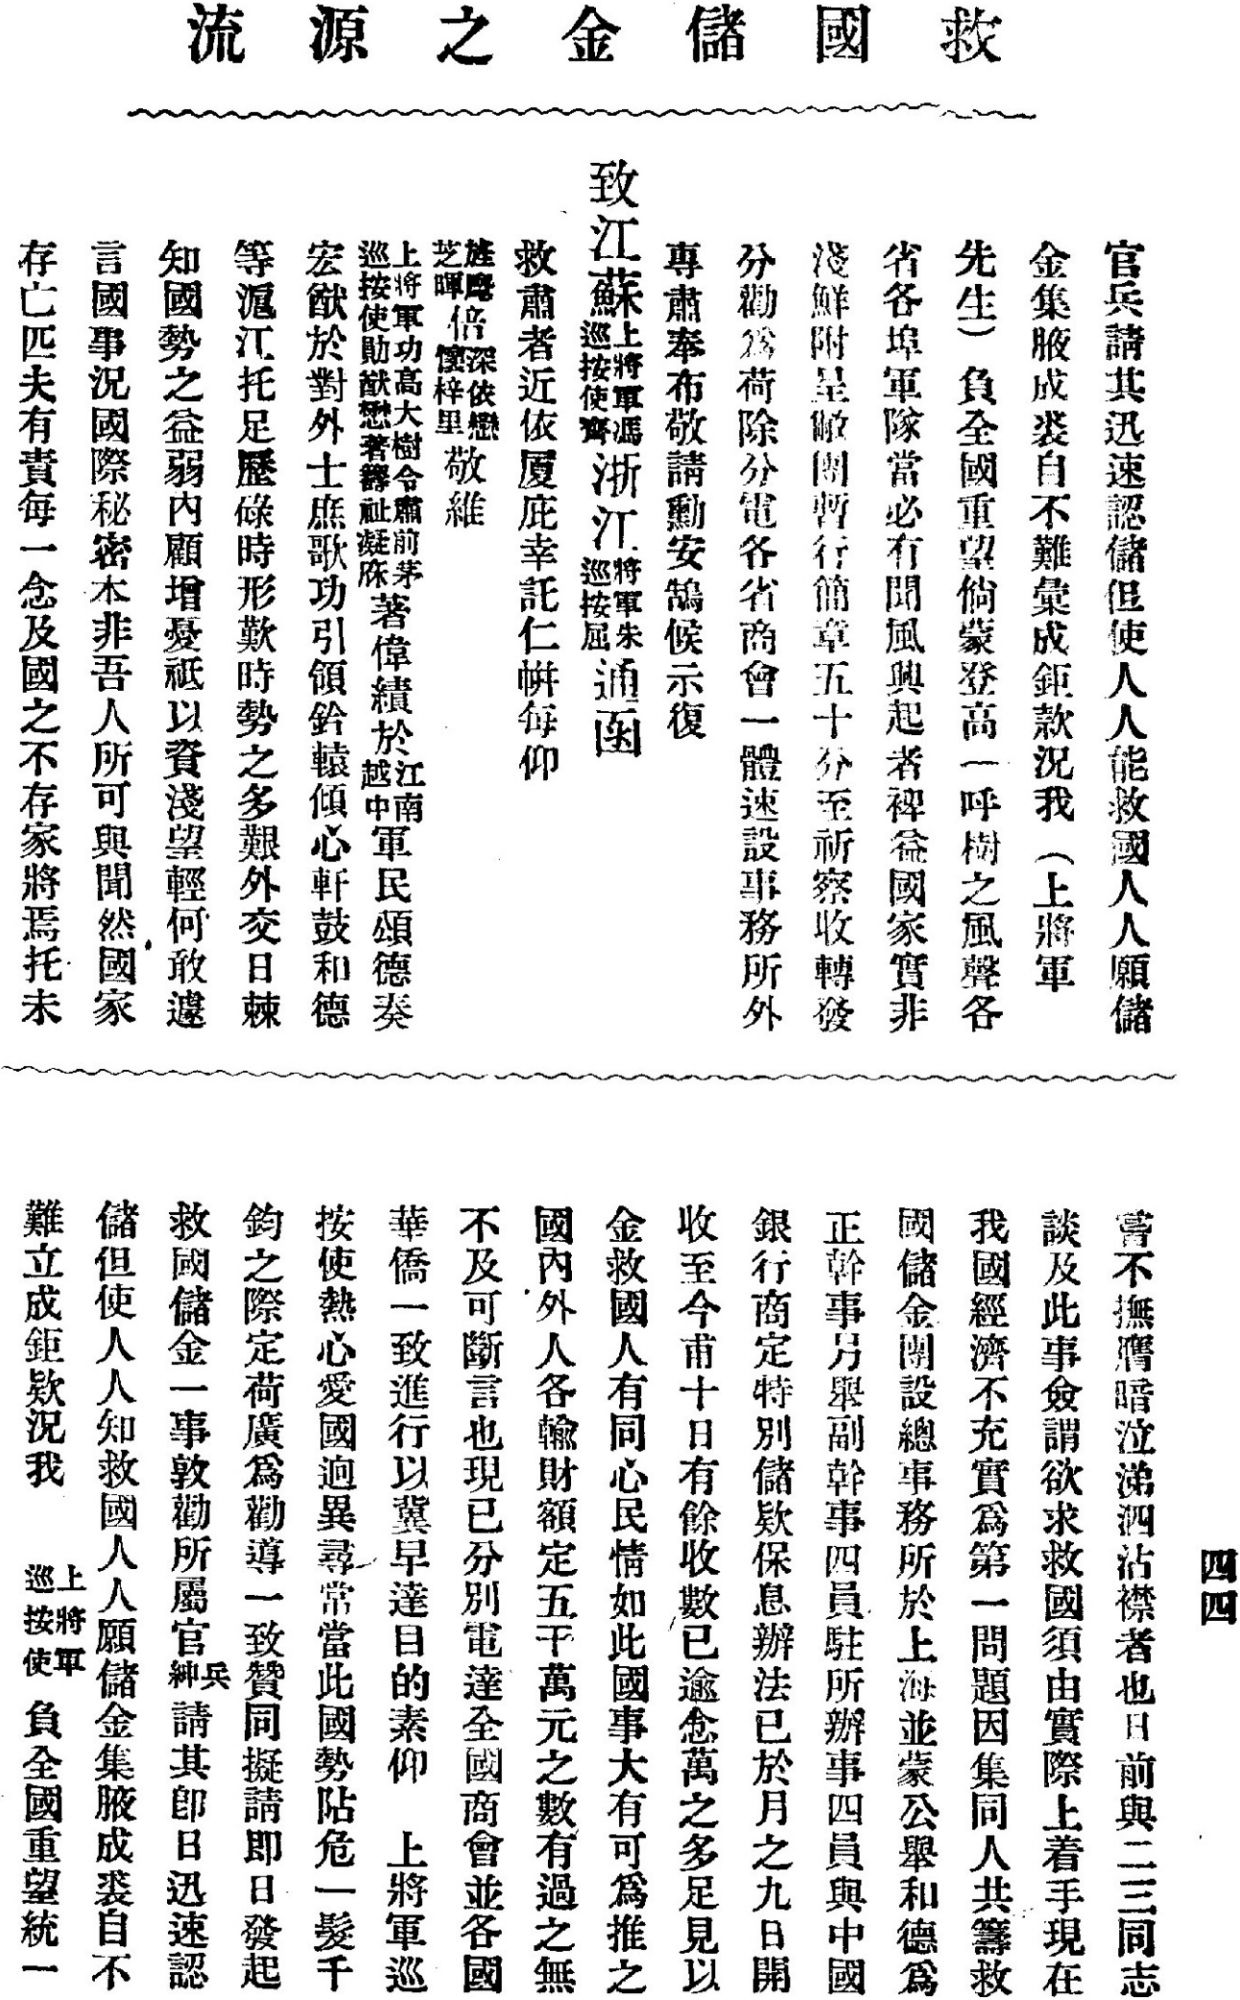 救國儲金之源流
官兵請其迅速認儲但使人人能救國人人願儲
金集腋成裘自不難彙成鉅款況我（上將軍
先生）負全國重望倘蒙登高一呼樹之風聲各
省各埠軍隊當必有聞風興起者裨益國家實非
淺鮮附呈敝團暫行簡章五十分至祈察收轉發
分勸爲荷除分電各省商會一體速設事務所外
專肅奉布敬請勳安鵠候示復
致江蘇上將軍馮巡按使齊浙江將軍朱巡按屈通函
救肅者近依厦庇幸託仁帡每仰
旌麾芝暉倍深依戀懷梓里敬維
上將軍功高大樹令肅前茅巡按使勛猷懋著釐祉凝庥著偉績於江南越中軍民頌德奏
宏猷於對外士庶歌功引領鈴轅傾心軒鼓和德
等滬江托足歷碌時形歎時勢之多艱外交日棘
知國勢之益弱內顧增憂祇以資淺望輕何敢遽
言國事況國際秘密本非吾人所可與聞然國家
存亡匹夫有責每一念及國之不存家將焉托未
嘗不撫膺暗泣涕泗沾襟者也日前與二三同志
談及此事僉謂欲求救國須由實際上着手現在
我國經濟不充實爲第一問題因集同人共籌救
國儲金團設總事務所於上海並蒙公舉和德爲
正幹事另舉副幹事四員駐所辦事四員與中國
銀行商定特別儲欵保息辦法已於月之九日開
收至今甫十日有餘收數已逾念萬之多足見以
金救國人有同心民情如此國事大有可爲推之
國內外人各輸財額定五千萬元之數有過之無
不及可斷言也現已分別電達全國商會並各國
華僑一致進行以冀早達目的素仰　上將軍巡
按使熱心愛國逈異尋常當此國勢阽危一髮千
鈞之際定荷廣爲勸導一致贊同擬請即日發起
救國儲金一事敦勸所屬官兵紳請其卽日迅速認
儲但使人人知救國人人願儲金集腋成裘自不
難立成鉅欵況我　上將軍巡按使負全國重望統一
四四